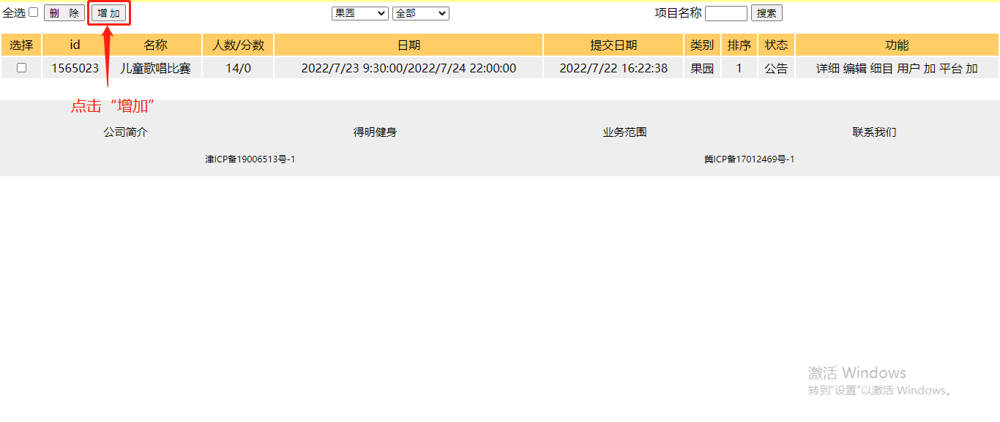 全选 删 除 增 加 果园 全部 项目名称 搜索
选择 id 名称 人数/分数 日期 提交日期 类别 排序 状态 功能
1565023 儿童歌唱比赛 14/0 2022/7/23 9:30:00/2022/7/24 22:00:00 2022/7/22 16:22:38 果园 1 公告 详细 编辑 细目 用户 加 平台 加
点击“增加”
公司简介 得明健身 业务范围 联系我们
津ICP备19006513号-1 冀ICP备17012469号-1
激活 Windows
转到"设置"以激活 Windows。